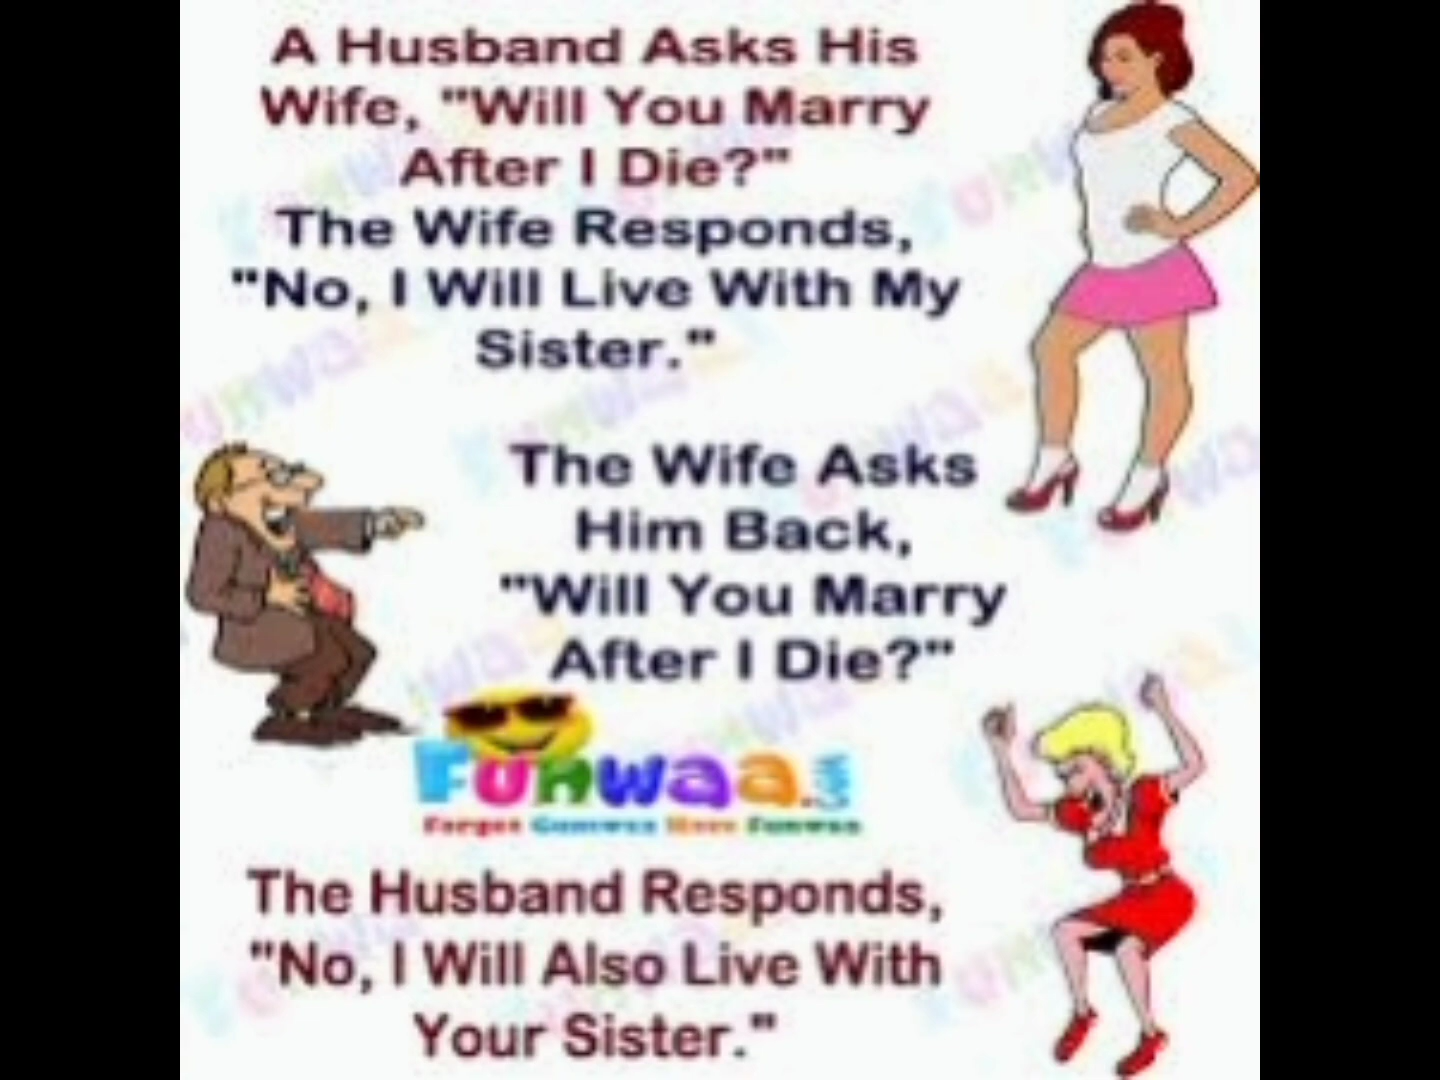 A Husband Asks His
Wife, "Will You Marry
After I Die?"
The Wife Responds,
"No, I Will Live With My
Sister."
The Wife Asks
Him Back,
"Will You Marry
After I Die?"
Funwaa.com
Forget
The Husband Responds,
"No, I Will Also Live With
Your Sister."